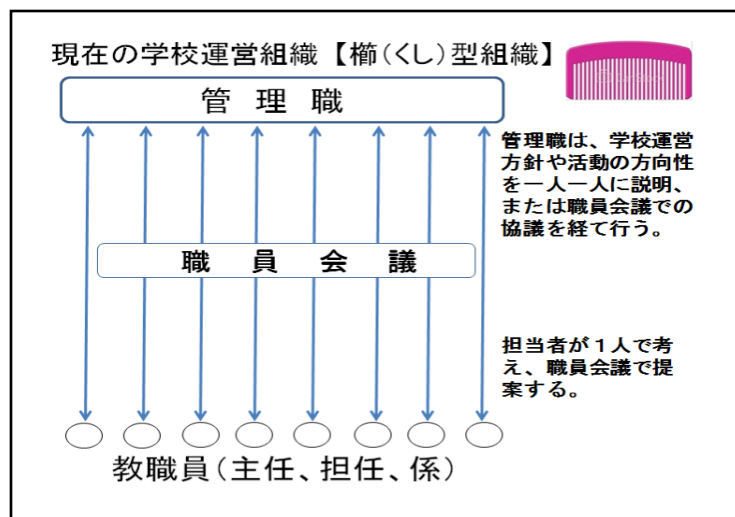 現在の学校運営組織【櫛(くし)型組織】
管理職
管理職は、学校運営
方針や活動の方向性
を一人一人に説明、
または職員会議での
協議を経て行う。
職員会議
担当者が１人で考
え、職員会議で提
案する。
教職員(主任、担任、係)